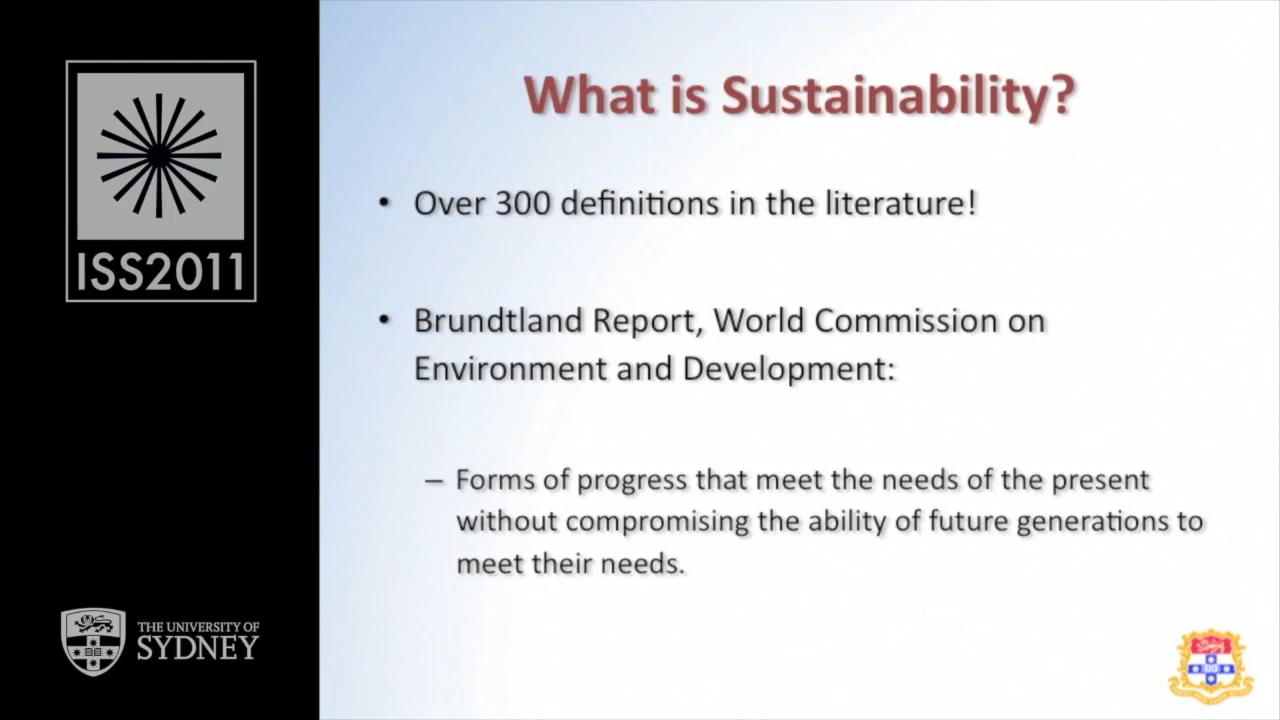 What is Sustainability?
• Over 300 definitions in the literature!
• Brundtland Report, World Commission on
Environment and Development:
– Forms of progress that meet the needs of the present
without compromising the ability of future generations to
meet their needs.
ISS2011
THE UNIVERSITY OF
SYDNEY